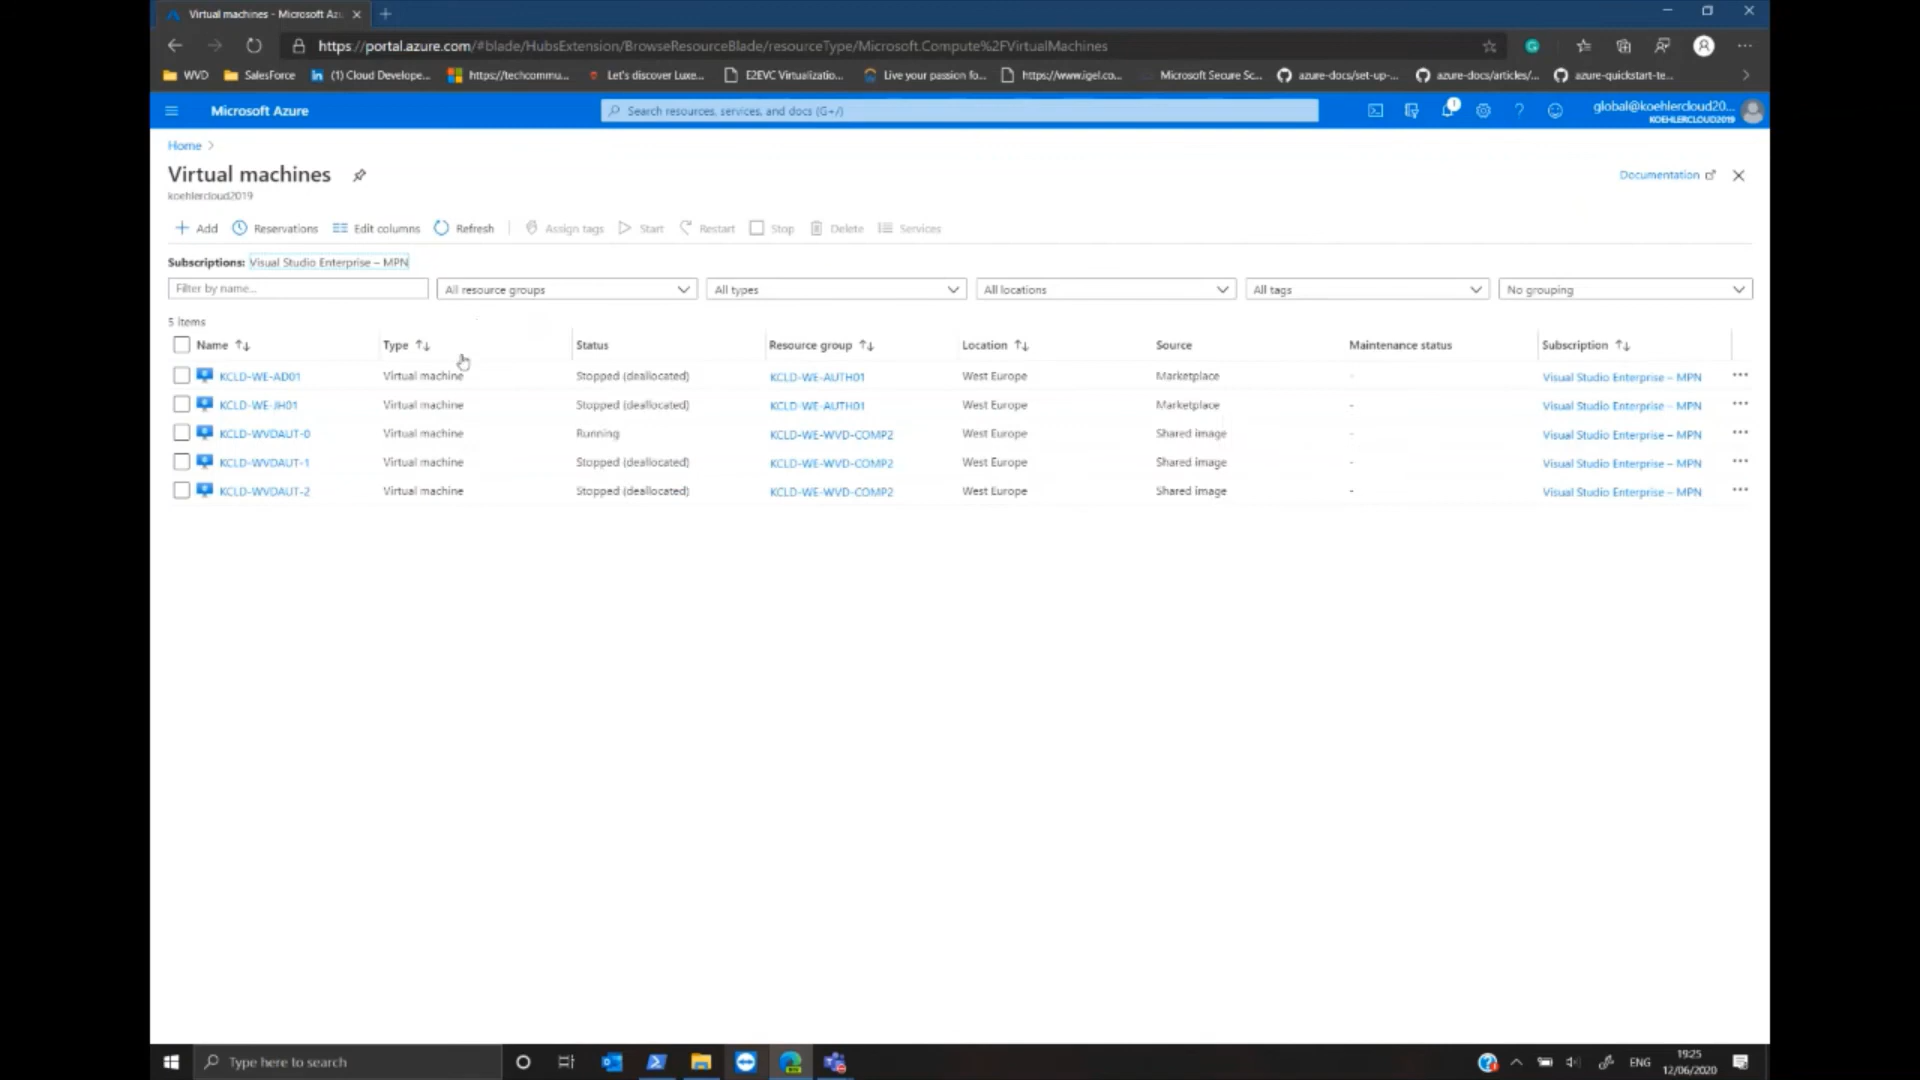 Virtual machines - Microsoft Azu
https://portal.azure.com/#blade/HubsExtension/BrowseResourceBlade/resourceType/Microsoft.Compute%2FVirtualMachines
WVD SalesForce (1) Cloud Develope... https://techcommu... Let's discover Luxe... E2EVC Virtualizatio... Live your passion fo... https://www.igel.co... Microsoft Secure Sc... azure-docs/set-up-... azure-docs/articles/... azure-quickstart-te...
Microsoft Azure Search resources, services, and docs (G+/) 1 global@koehlercloud20...
KOEHLERCLOUD2019
Home >
Virtual machines Documentation
koehlercloud2019
+ Add Reservations Edit columns Refresh Assign tags Start Restart Stop Delete Services
Subscriptions: Visual Studio Enterprise – MPN
Filter by name... All resource groups All types All locations All tags No grouping
5 items
Name Type Status Resource group Location Source Maintenance status Subscription
KCLD-WE-AD01 Virtual machine Stopped (deallocated) KCLD-WE-AUTH01 West Europe Marketplace - Visual Studio Enterprise – MPN ...
KCLD-WE-JH01 Virtual machine Stopped (deallocated) KCLD-WE-AUTH01 West Europe Marketplace - Visual Studio Enterprise – MPN ...
KCLD-WVDAUT-0 Virtual machine Running KCLD-WE-WVD-COMP2 West Europe Shared image - Visual Studio Enterprise – MPN ...
KCLD-WVDAUT-1 Virtual machine Stopped (deallocated) KCLD-WE-WVD-COMP2 West Europe Shared image - Visual Studio Enterprise – MPN ...
KCLD-WVDAUT-2 Virtual machine Stopped (deallocated) KCLD-WE-WVD-COMP2 West Europe Shared image - Visual Studio Enterprise – MPN ...
Type here to search ENG 19:25
12/06/2020